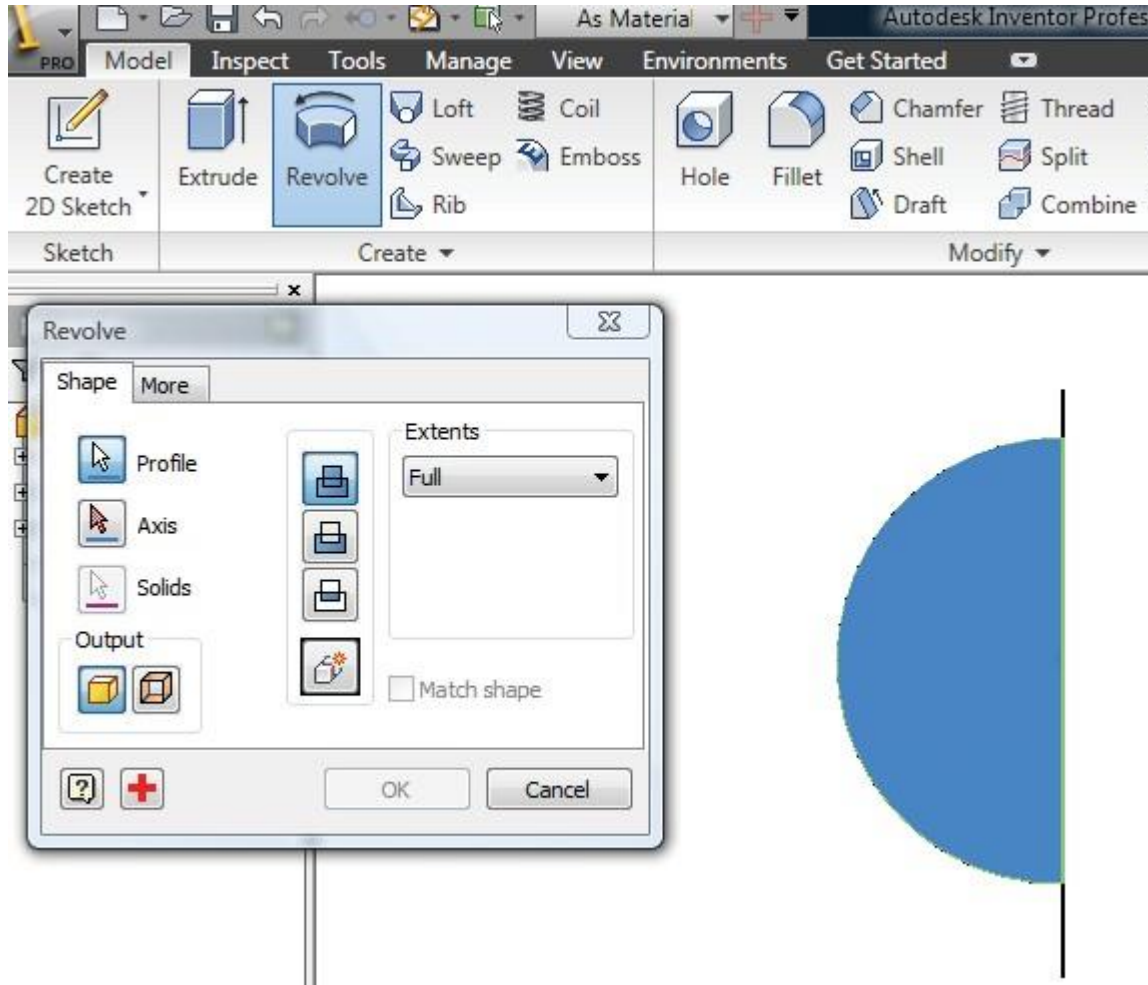 As Material Autodesk Inventor Profes
PRO Model Inspect Tools Manage View Environments Get Started
Create 2D Sketch
Extrude
Revolve
Loft
Sweep
Rib
Coil
Emboss
Hole
Fillet
Chamfer
Shell
Draft
Thread
Split
Combine
Sketch Create Modify
Revolve
Shape More
Profile
Axis
Solids
Output
Extents
Full
Match shape
OK Cancel